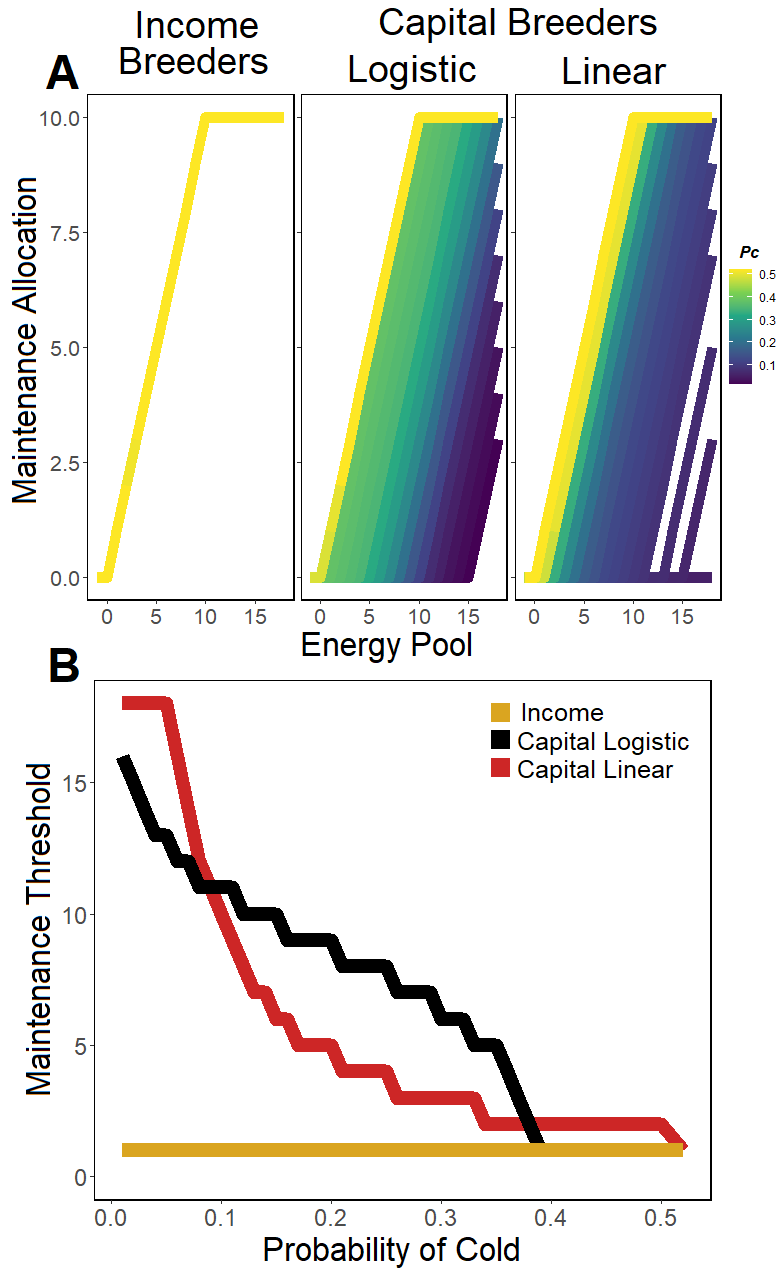 Income
Breeders
Capital Breeders
Logistic
Linear
A
Maintenance Allocation
10.0
7.5
5.0
2.5
0.0
0 5 10 15
0 5 10 15
0 5 10 15
Energy Pool
Pc
0.5
0.4
0.3
0.2
0.1
B
Maintenance Threshold
15
10
5
0
Income
Capital Logistic
Capital Linear
0.0 0.1 0.2 0.3 0.4 0.5
Probability of Cold